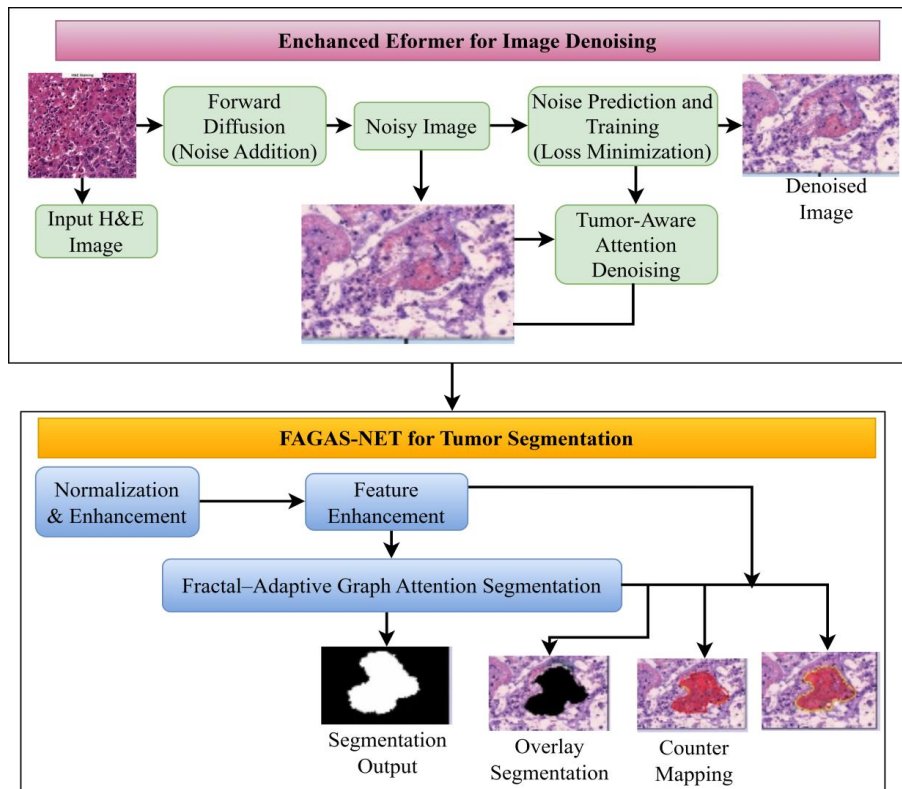 Enchanced Eformer for Image Denoising
H&E Staining
Forward
Diffusion
(Noise Addition)
Noisy Image
Noise Prediction and
Training
(Loss Minimization)
Denoised
Image
Input H&E
Image
Tumor-Aware
Attention
Denoising
FAGAS-NET for Tumor Segmentation
Normalization
& Enhancement
Feature
Enhancement
Fractal–Adaptive Graph Attention Segmentation
Segmentation
Output
Overlay
Segmentation
Counter
Mapping